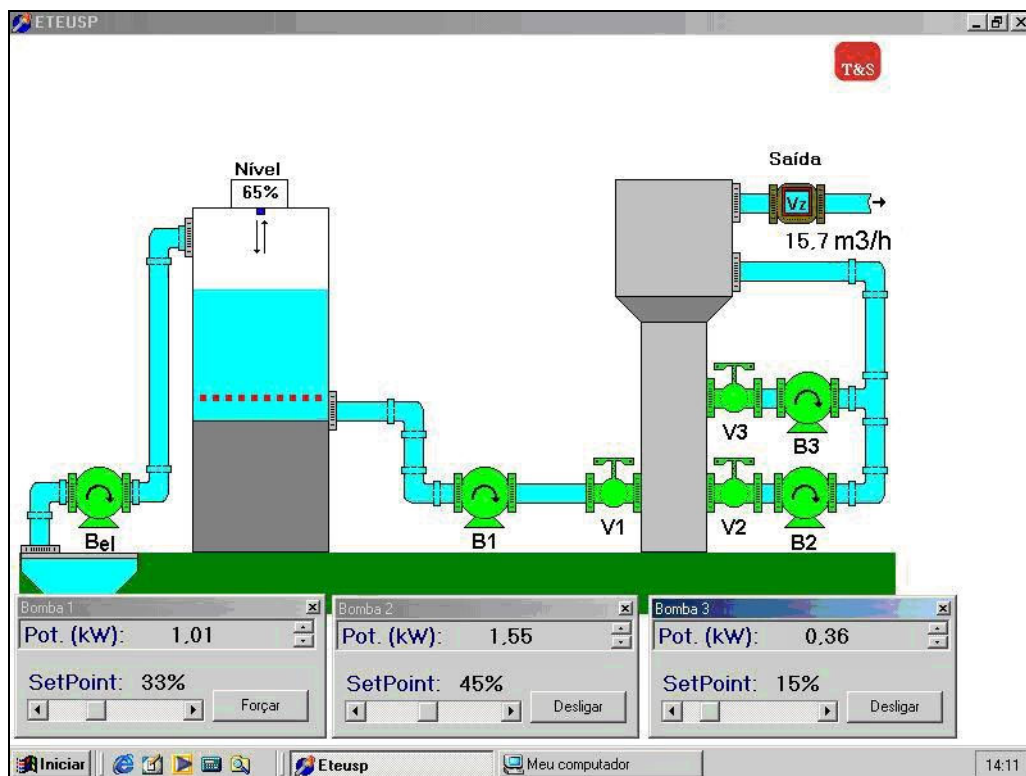 ETEUSP
T&S
Nível
65%
Saída
Vz
15,7 m3/h
V3
B3
Bel
B1
V1
V2
B2
Bomba 1
Pot. (kW): 1,01
SetPoint: 33%
Forçar
Bomba 2
Pot. (kW): 1,55
SetPoint: 45%
Desligar
Bomba 3
Pot. (kW): 0,36
SetPoint: 15%
Desligar
Iniciar
Eteusp
Meu computador
14:11